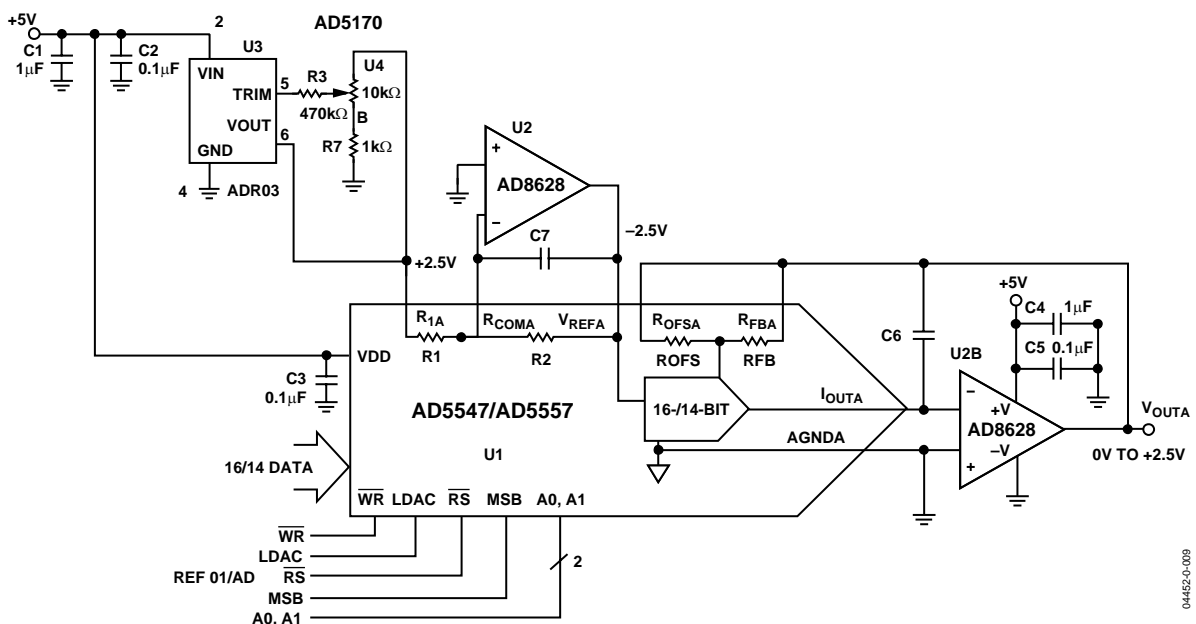 AD5170
+5V
2
C1
1μF
C2
0.1μF
U3
VIN
TRIM
5
VOUT
6
GND
4
ADR03
R3
470kΩ
U4
10kΩ
B
R7
1kΩ
U2
+
AD8628
–
C7
–2.5V
+2.5V
R1A
RCOMA
VREFA
R1
R2
ROFSA
RFBA
ROFS
RFB
C6
+5V
C4
1μF
C5
0.1μF
U2B
VDD
C3
0.1μF
AD5547/AD5557
U1
16-/14-BIT
IOUTA
AGNDA
–
+V
AD8628
–V
+
VOUTA
0V TO +2.5V
16/14 DATA
WR LDAC RS MSB A0, A1
WR
LDAC
REF 01/AD RS
MSB
A0, A1
2
04452-0-009